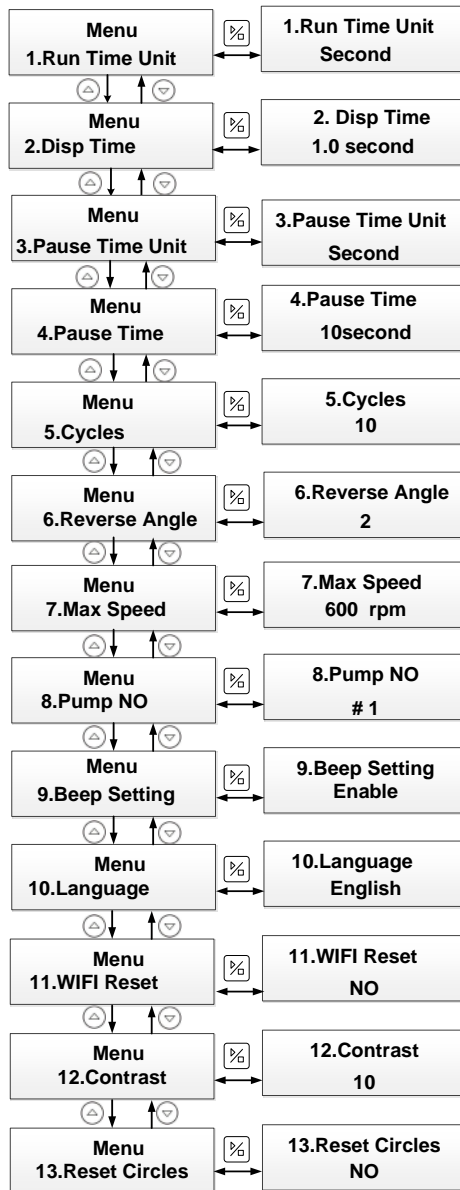 Menu
1.Run Time Unit
1.Run Time Unit
Second
Menu
2.Disp Time
2. Disp Time
1.0 second
Menu
3.Pause Time Unit
3.Pause Time Unit
Second
Menu
4.Pause Time
4.Pause Time
10second
Menu
5.Cycles
5.Cycles
10
Menu
6.Reverse Angle
6.Reverse Angle
2
Menu
7.Max Speed
7.Max Speed
600 rpm
Menu
8.Pump NO
8.Pump NO
# 1
Menu
9.Beep Setting
9.Beep Setting
Enable
Menu
10.Language
10.Language
English
Menu
11.WIFI Reset
11.WIFI Reset
NO
Menu
12.Contrast
12.Contrast
10
Menu
13.Reset Circles
13.Reset Circles
NO